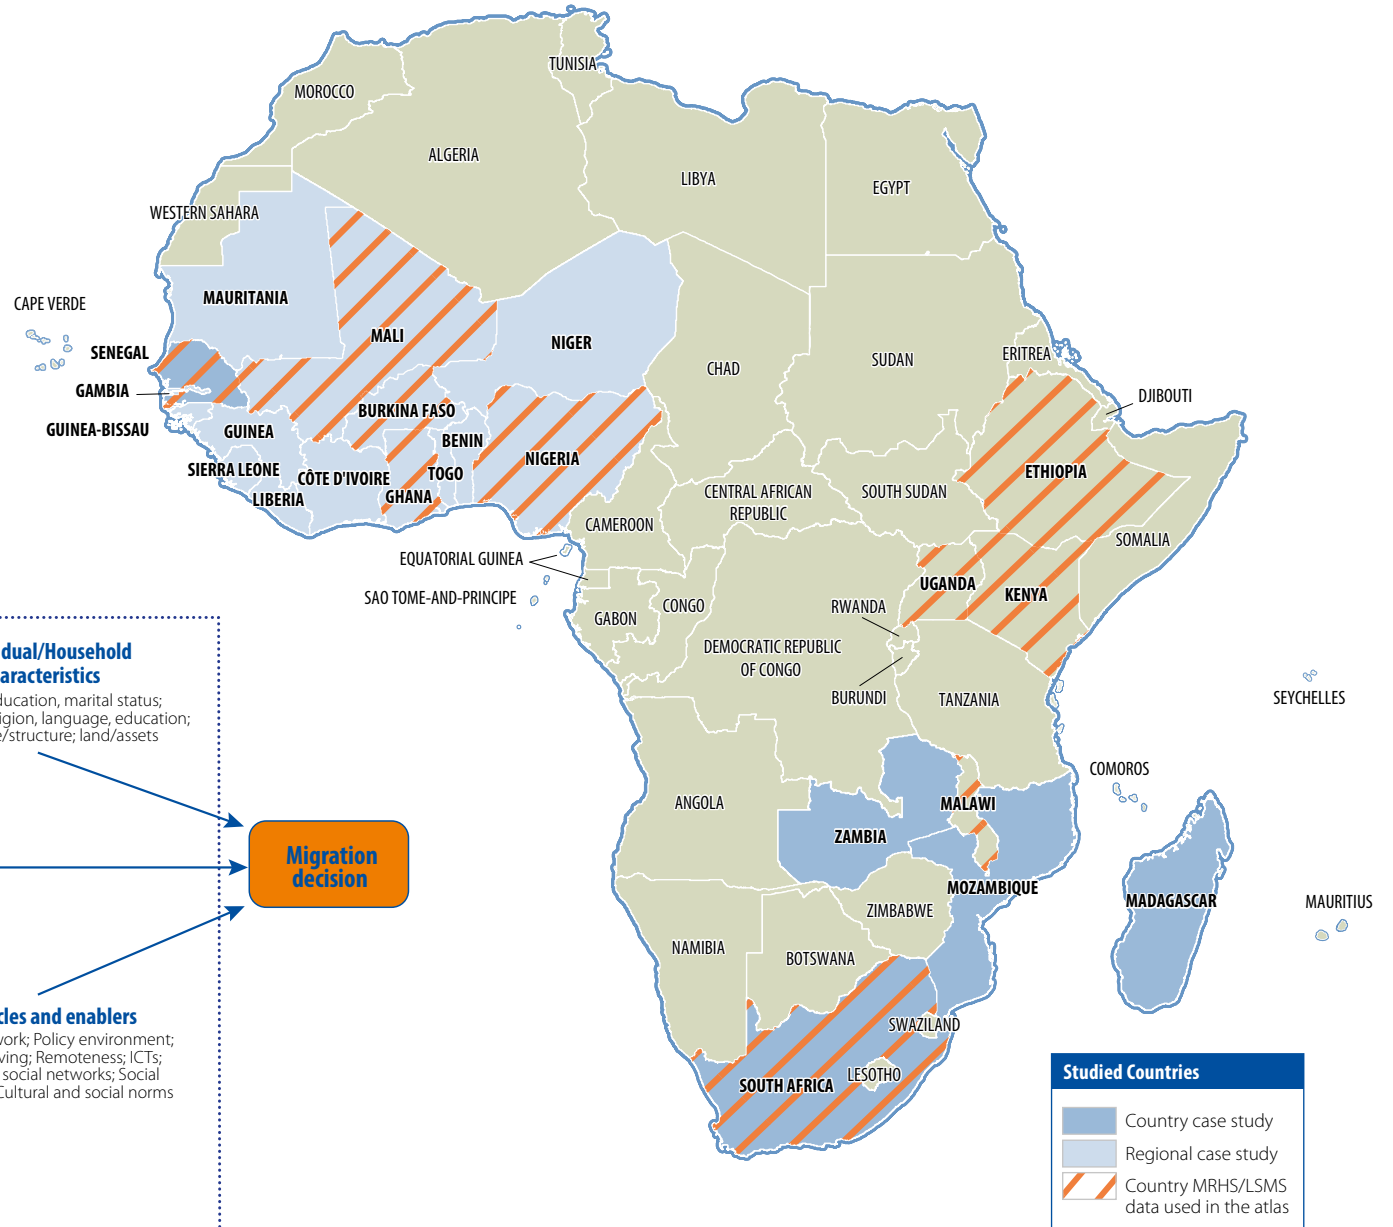 TUNISIA
MOROCCO
ALGERIA
LIBYA
EGYPT
WESTERN SAHARA
MAURITANIA
CAPE VERDE
MALI
NIGER
SENEGAL
CHAD
SUDAN
ERITREA
GAMBIA
DJIBOUTI
BURKINA FASO
GUINEA-BISSAU
GUINEA
BENIN
NIGERIA
SIERRA LEONE
CÔTE D'IVOIRE
TOGO
ETHIOPIA
LIBERIA
GHANA
CENTRAL AFRICAN
REPUBLIC
SOUTH SUDAN
CAMEROON
SOMALIA
EQUATORIAL GUINEA
UGANDA
KENYA
SAO TOME-AND-PRINCIPE
GABON
CONGO
RWANDA
DEMOCRATIC REPUBLIC
OF CONGO
BURUNDI
TANZANIA
SEYCHELLES
COMOROS
ANGOLA
MALAWI
ZAMBIA
MOZAMBIQUE
MADAGASCAR
MAURITIUS
ZIMBABWE
NAMIBIA
BOTSWANA
SWAZILAND
SOUTH AFRICA
LESOTHO
dual/Household
aracteristics
ducation, marital status;
igion, language, education;
e/structure; land/assets
Migration
decision
cles and enablers
work; Policy environment;
ving; Remoteness; ICTs;
social networks; Social
Cultural and social norms
Studied Countries
Country case study
Regional case study
Country MRHS/LSMS
data used in the atlas